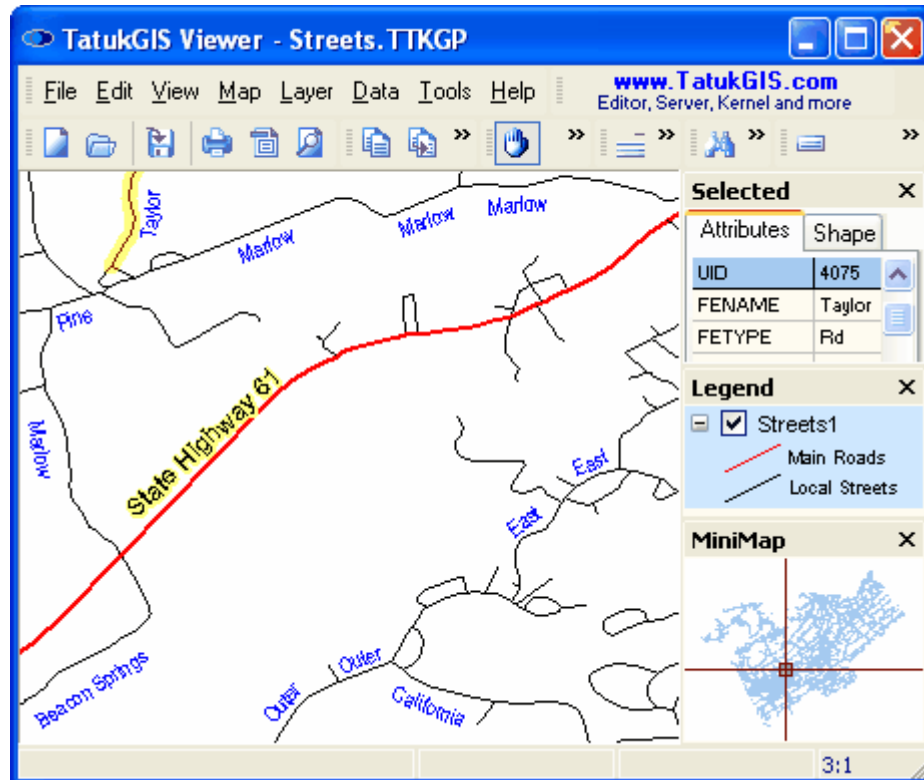 TatukGIS Viewer - Streets.TTKGP
File Edit View Map Layer Data Tools Help
www.TatukGIS.com
Editor, Server, Kernel and more
Selected
Attributes Shape
UID 4075
FENAME Taylor
FETYPE Rd
Legend
Streets1
Main Roads
Local Streets
MiniMap
Taylor
Marlow
Marlow
Marlow
Pine
Marlow
State Highway 61
East
East
Beacon Springs
Outer
Outer
California
3:1